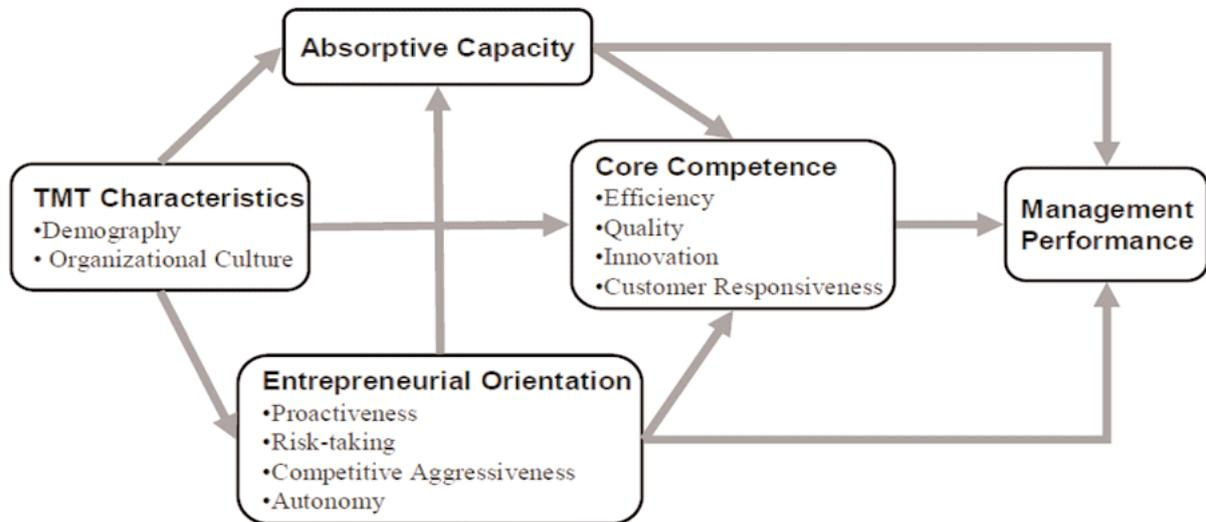 Absorptive Capacity
TMT Characteristics
•Demography
• Organizational Culture
Core Competence
•Efficiency
•Quality
•Innovation
•Customer Responsiveness
Management
Performance
Entrepreneurial Orientation
•Proactiveness
•Risk-taking
•Competitive Aggressiveness
•Autonomy